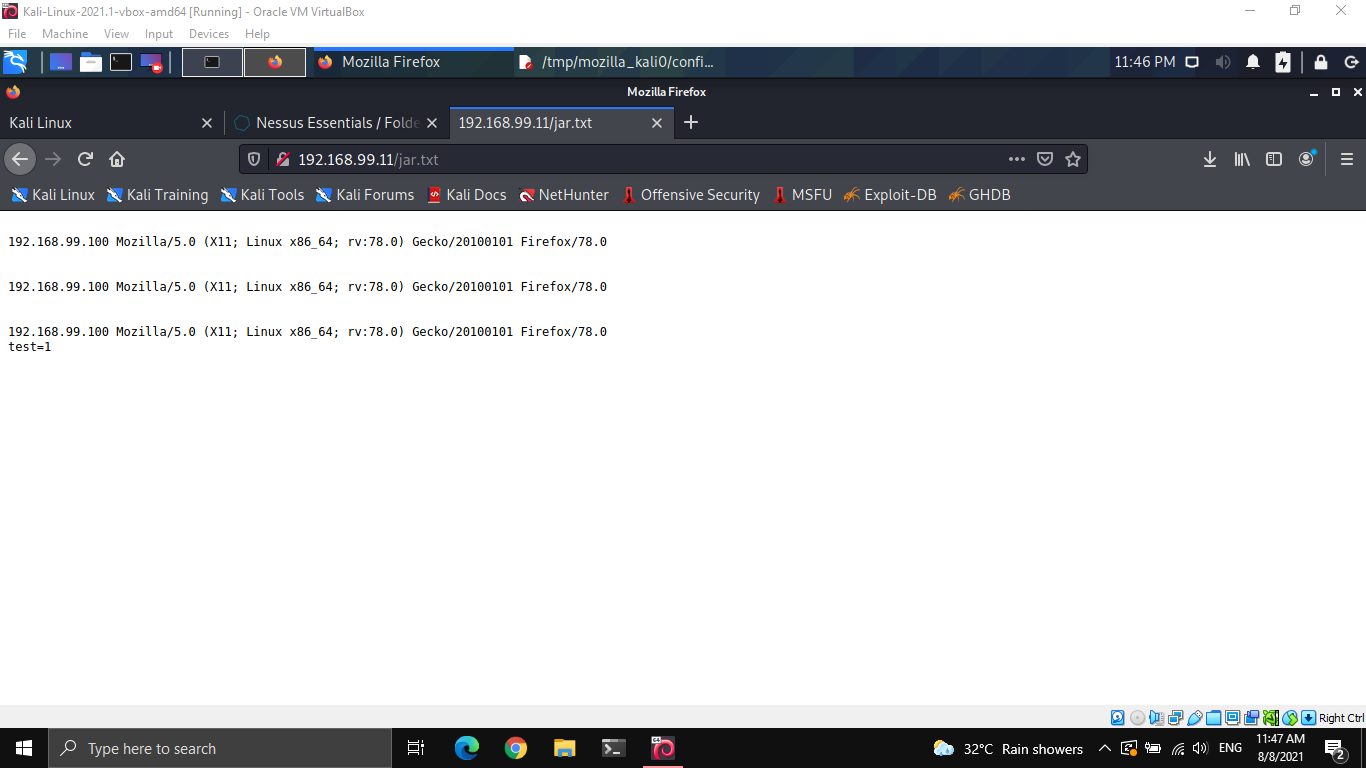 Kali-Linux-2021.1-vbox-amd64 [Running] - Oracle VM VirtualBox
File Machine View Input Devices Help
Mozilla Firefox /tmp/mozilla_kali0/confi... 11:46 PM
Mozilla Firefox
Kali Linux Nessus Essentials / Folde 192.168.99.11/jar.txt
192.168.99.11/jar.txt
Kali Linux Kali Training Kali Tools Kali Forums Kali Docs NetHunter Offensive Security MSFU Exploit-DB GHDB
192.168.99.100 Mozilla/5.0 (X11; Linux x86_64; rv:78.0) Gecko/20100101 Firefox/78.0
192.168.99.100 Mozilla/5.0 (X11; Linux x86_64; rv:78.0) Gecko/20100101 Firefox/78.0
192.168.99.100 Mozilla/5.0 (X11; Linux x86_64; rv:78.0) Gecko/20100101 Firefox/78.0
test=1
Right Ctrl
Type here to search 32°C Rain showers ENG 11:47 AM
8/8/2021 2